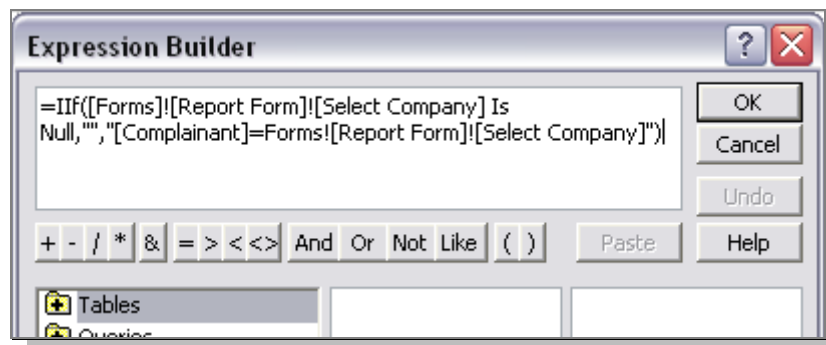 Expression Builder
=IIf([Forms]![Report Form]![Select Company] Is
Null,"","[Complainant]=Forms![Report Form]![Select Company]")
OK
Cancel
Undo
+ - / * & = > < <> And Or Not Like ( ) Paste Help
Tables
Queries